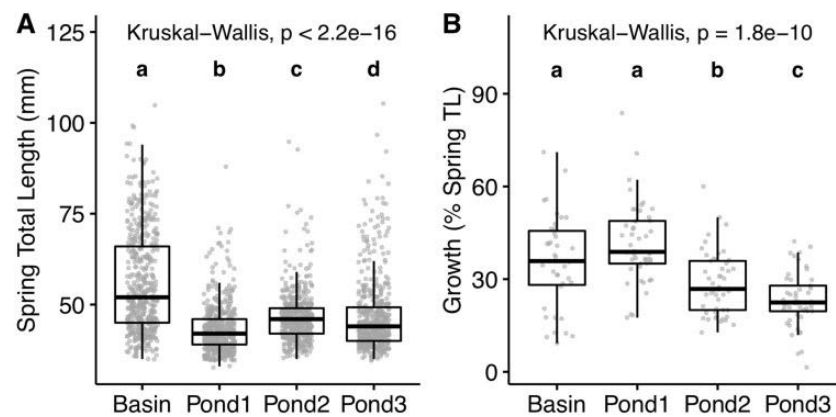 A
Kruskal-Wallis, p < 2.2e-16
a b c d
Spring Total Length (mm)
125
100
75
50
Basin Pond1 Pond2 Pond3
B
Kruskal-Wallis, p = 1.8e-10
a a b c
Growth (% Spring TL)
90
60
30
0
Basin Pond1 Pond2 Pond3